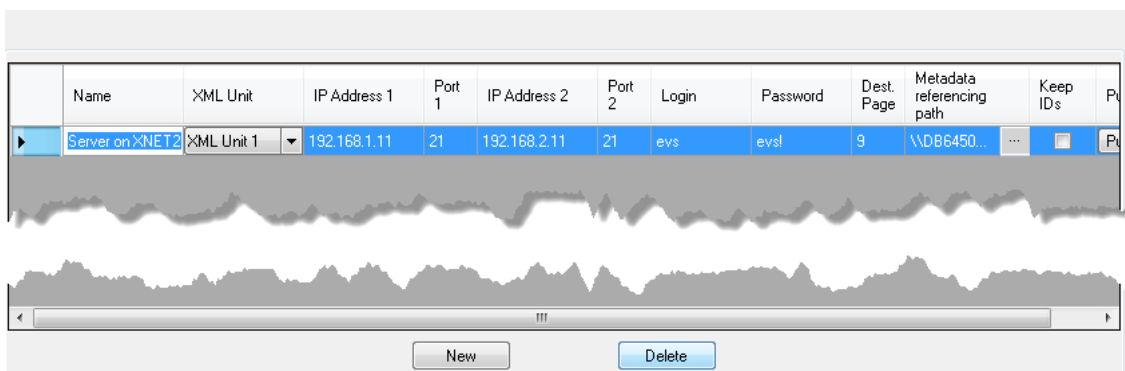 Name XML Unit IP Address 1 Port 1 IP Address 2 Port 2 Login Password Dest. Page Metadata referencing path Keep IDs Pu
Server on XNET2 XML Unit 1 192.168.1.11 21 192.168.2.11 21 evs evs! 9 \\DB6450... ... Pu
New Delete